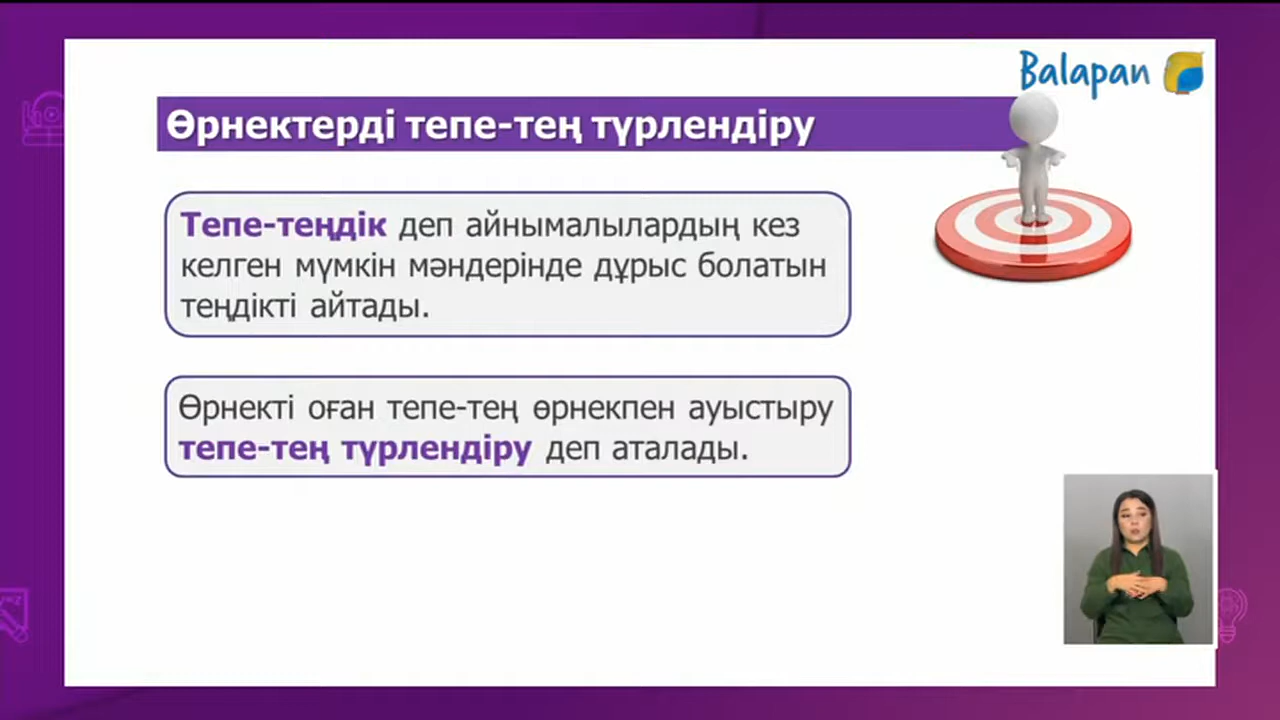 Balapan
Өрнектерді тепе-тең түрлендіру
Тепе-теңдік деп айнымалылардың кез
келген мүмкін мәндерінде дұрыс болатын
теңдікті айтады.
Өрнекті оған тепе-тең өрнекпен ауыстыру
тепе-тең түрлендіру деп аталады.